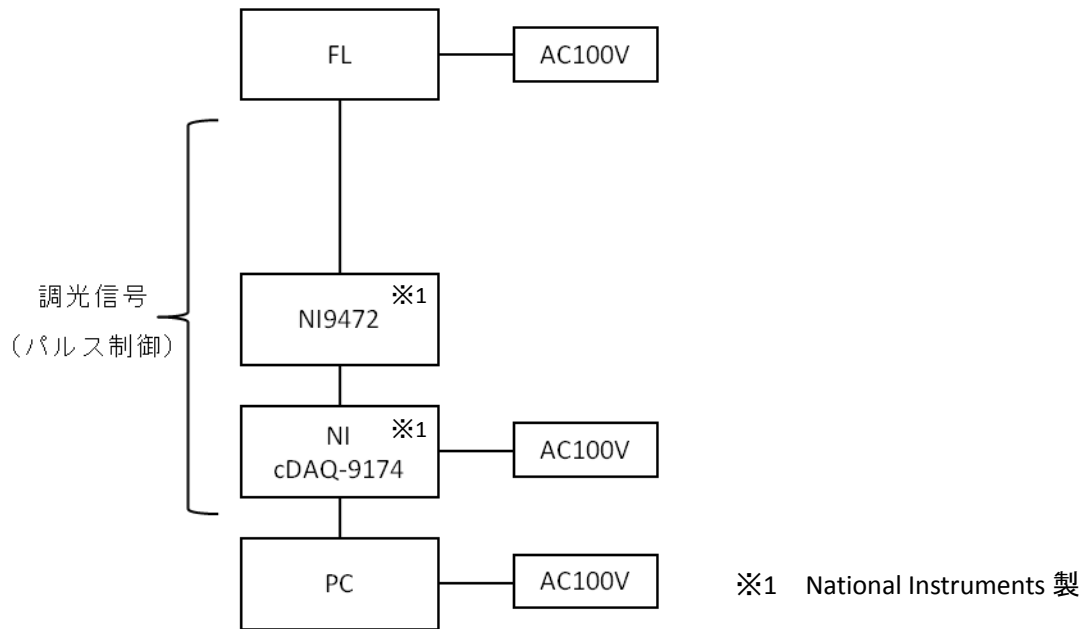 FL
AC100V
調光信号
(パルス制御)
NI9472 ※1
NI ※1
cDAQ-9174
AC100V
PC
AC100V
※1 National Instruments 製